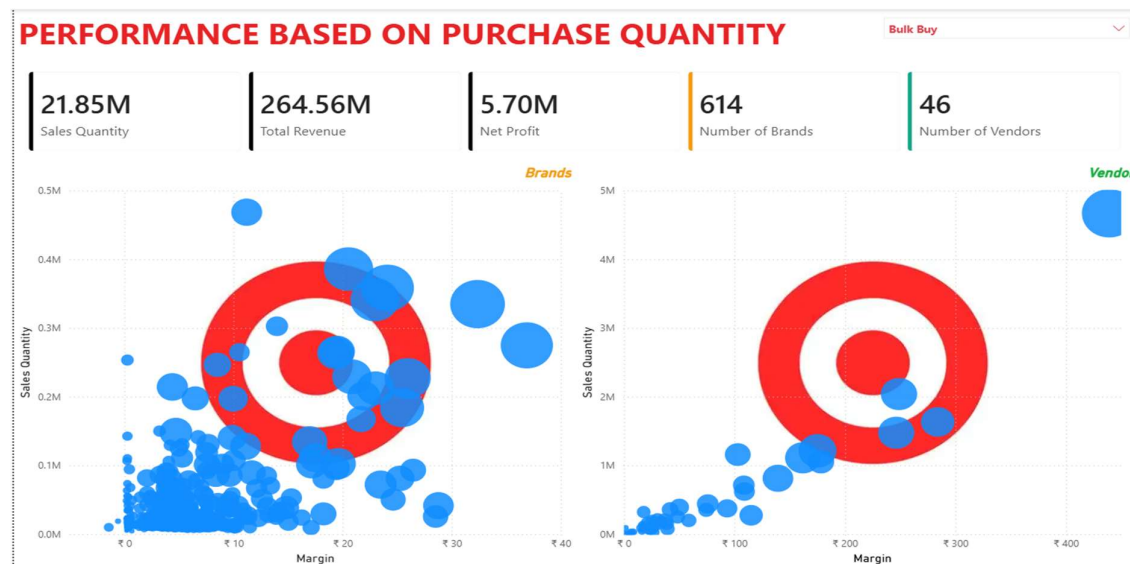 PERFORMANCE BASED ON PURCHASE QUANTITY
Bulk Buy
21.85M
Sales Quantity
264.56M
Total Revenue
5.70M
Net Profit
614
Number of Brands
46
Number of Vendors
Brands
0.5M
0.4M
0.3M
0.2M
0.1M
0.0M
Sales Quantity
₹ 0
₹ 10
₹ 20
₹ 30
₹ 40
Margin
Vendo
5M
4M
3M
2M
1M
0M
Sales Quantity
₹ 0
₹ 100
₹ 200
₹ 300
₹ 400
Margin